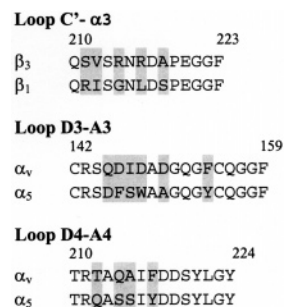 Loop C'- α3
210 223
β3 QSVSRNRDAPEGGF
β1 QRISGNLDSPEGGF
Loop D3-A3
142 159
αv CRSQDIDADGQGFCQGGF
α5 CRSDFSWAAGQGYCQGGF
Loop D4-A4
210 224
αv TRTAQAIFDDSYLGY
α5 TRQASSIYDDSYLGY